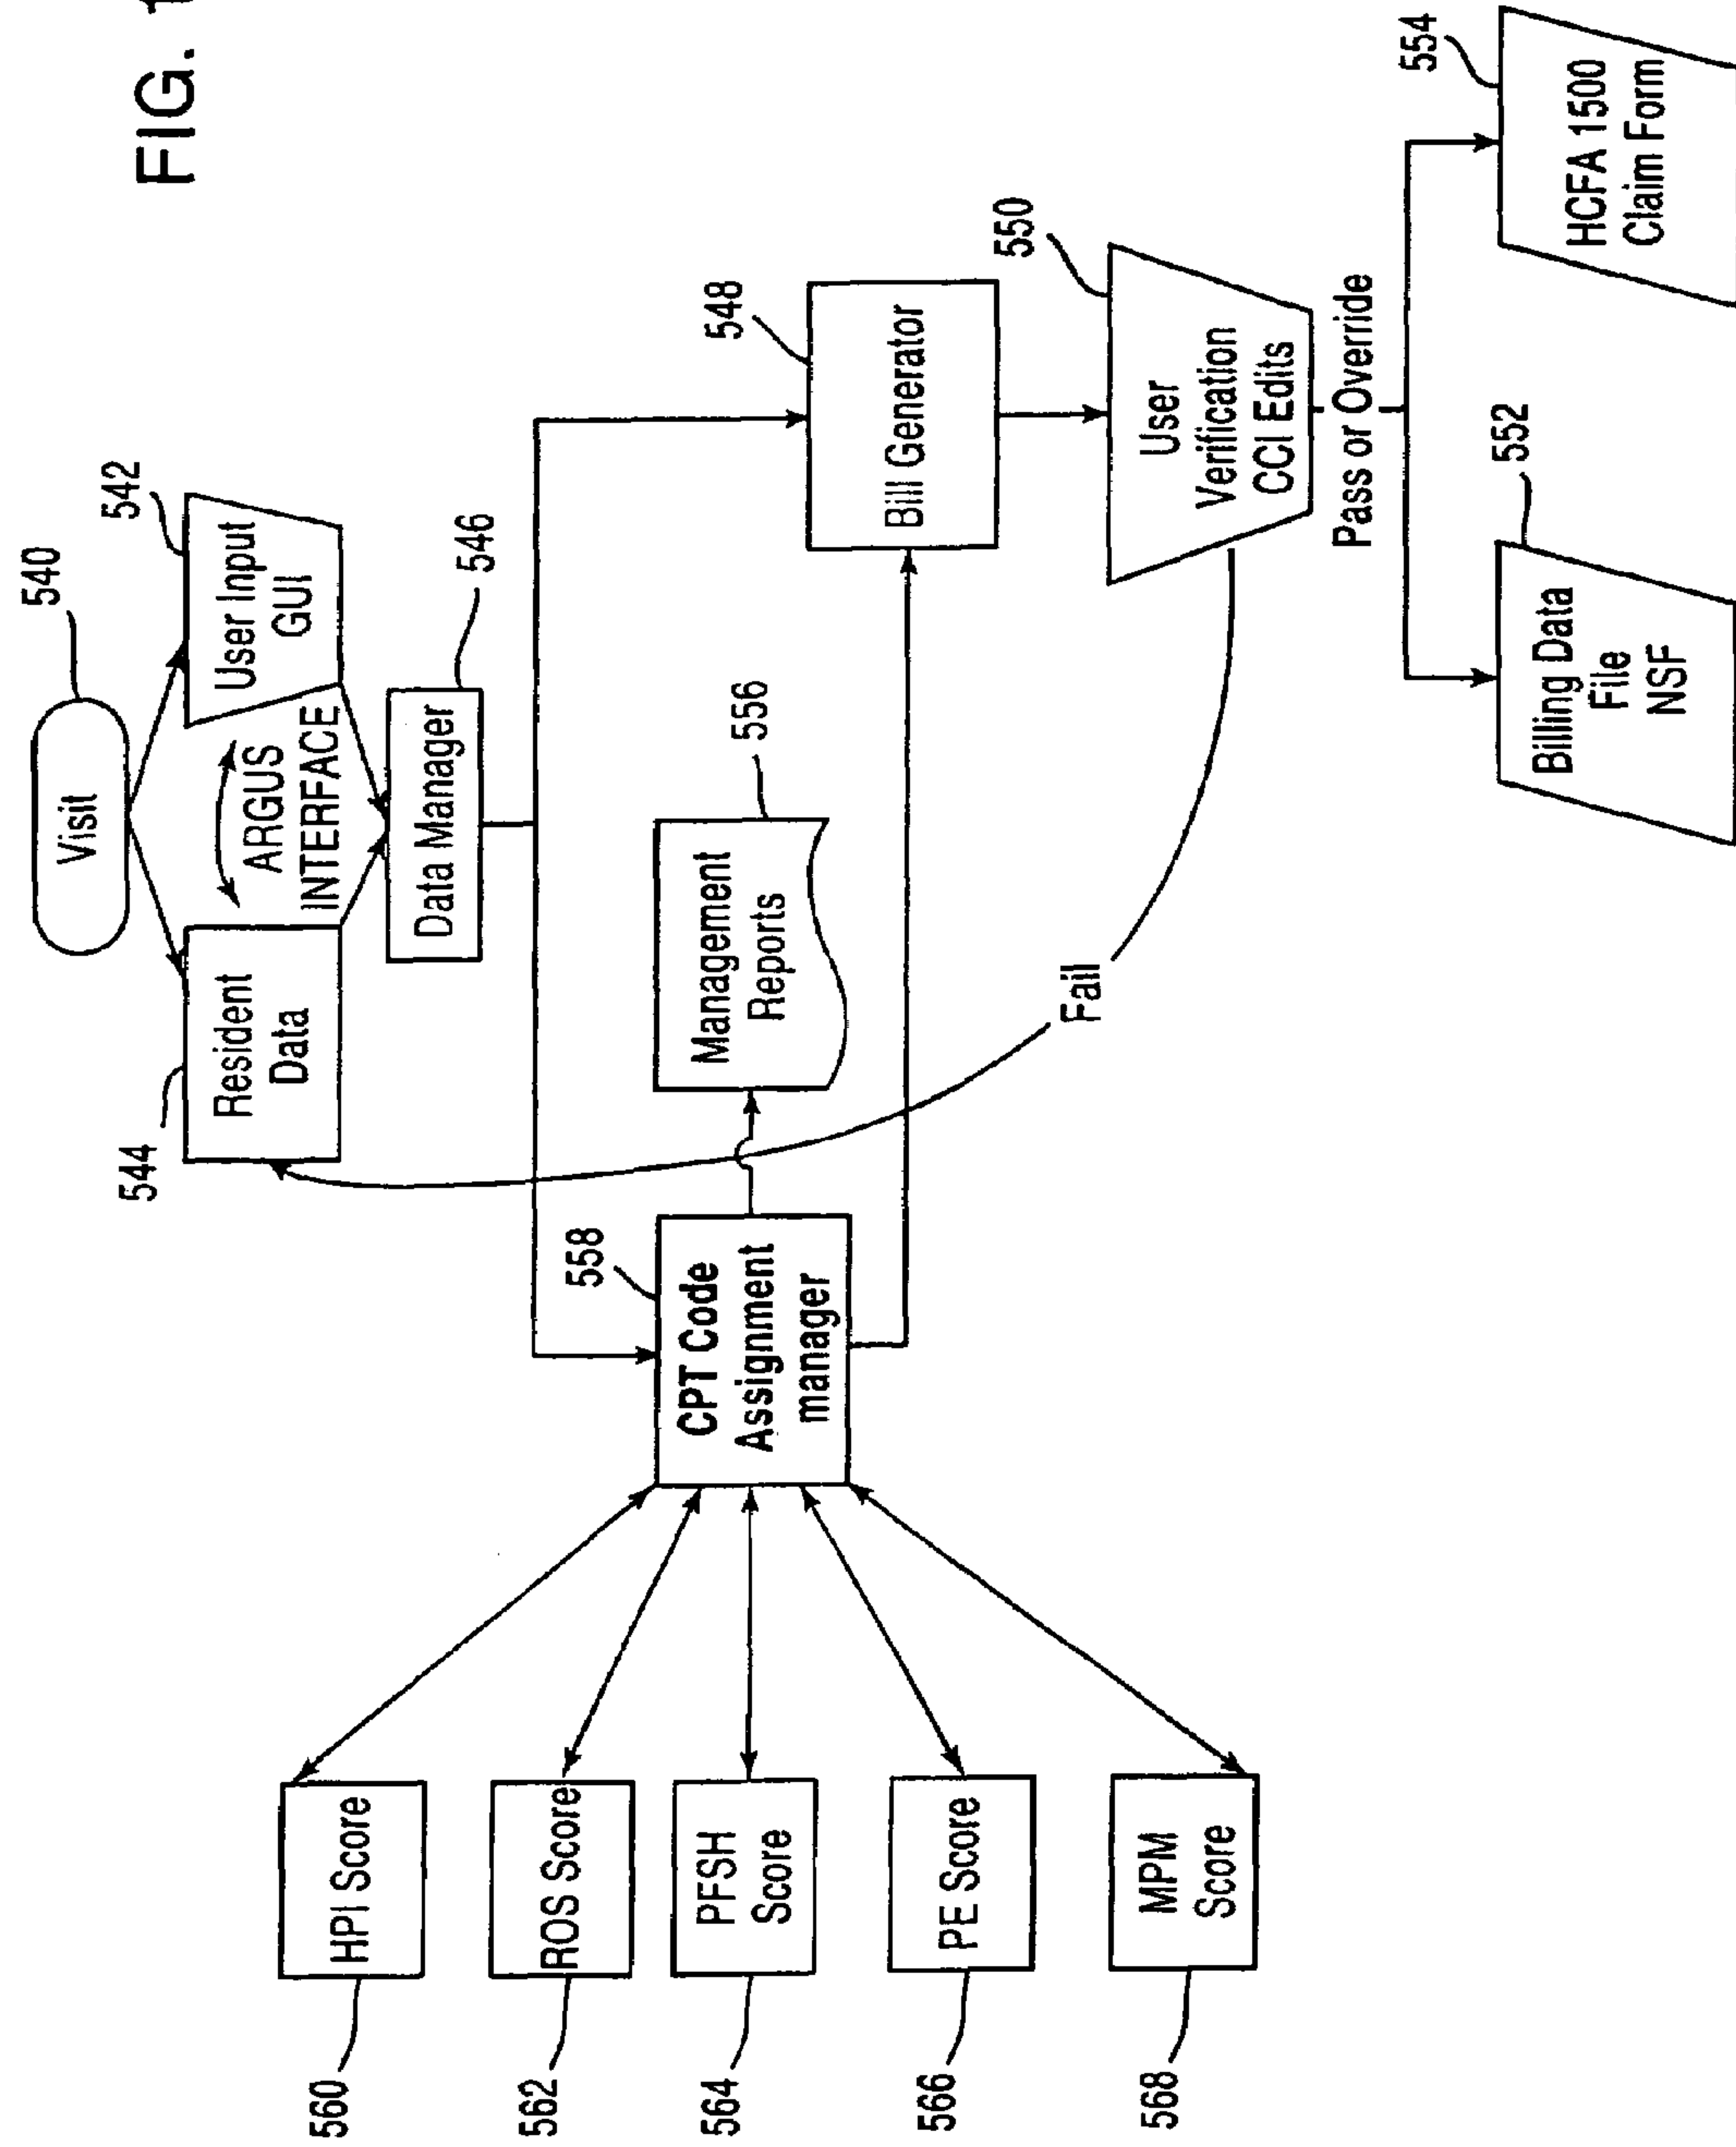 FIG. 1
540
Visit
542
User Input
GUI
544
Resident
Data
ARGUS
INTERFACE
546
Data Manager
548
Bill Generator
550
User
Verification
CCI Edits
Pass or Override
Fail
552
Billing Data
File
NSF
554
HCFA 1500
Claim Form
556
Management
Reports
558
CPT Code
Assignment
manager
560
HPI Score
562
ROS Score
564
PFSH
Score
566
PE Score
568
MPM
Score